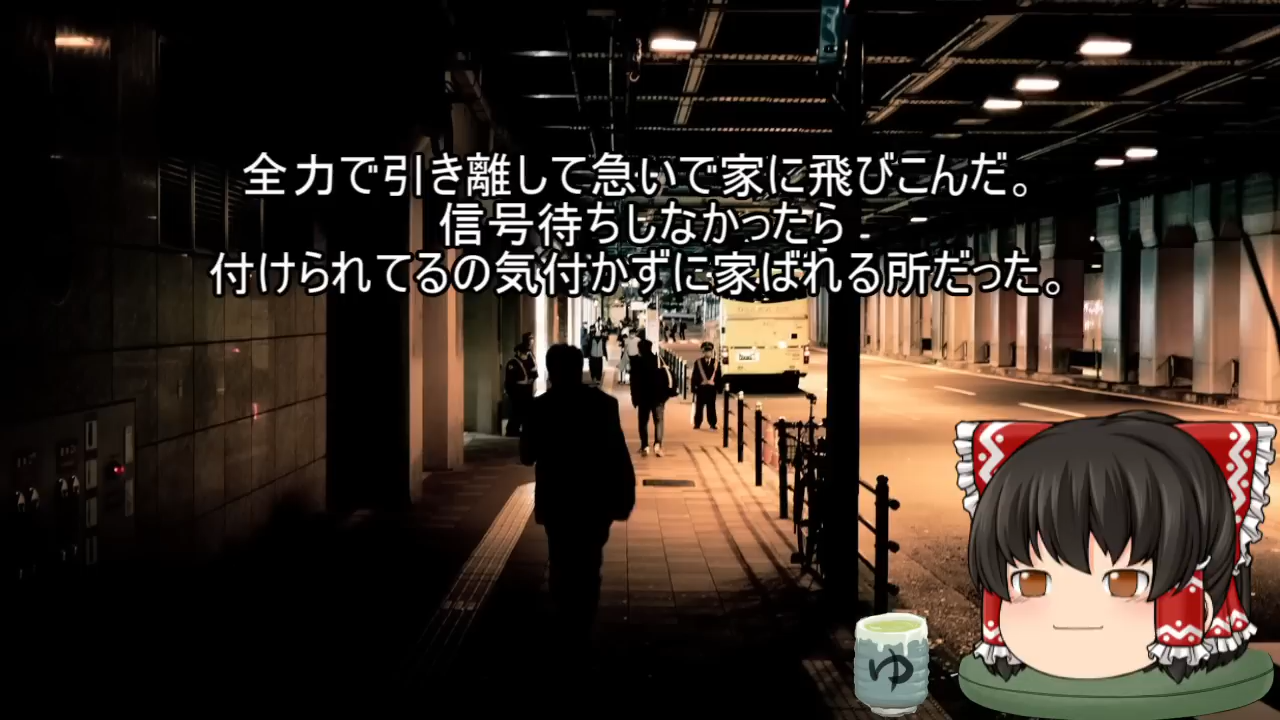 全力で引き離して急いで家に飛びこんだ。
信号待ちしなかったら
付けられてるの気付かずに家ばれる所だった。
ゆ